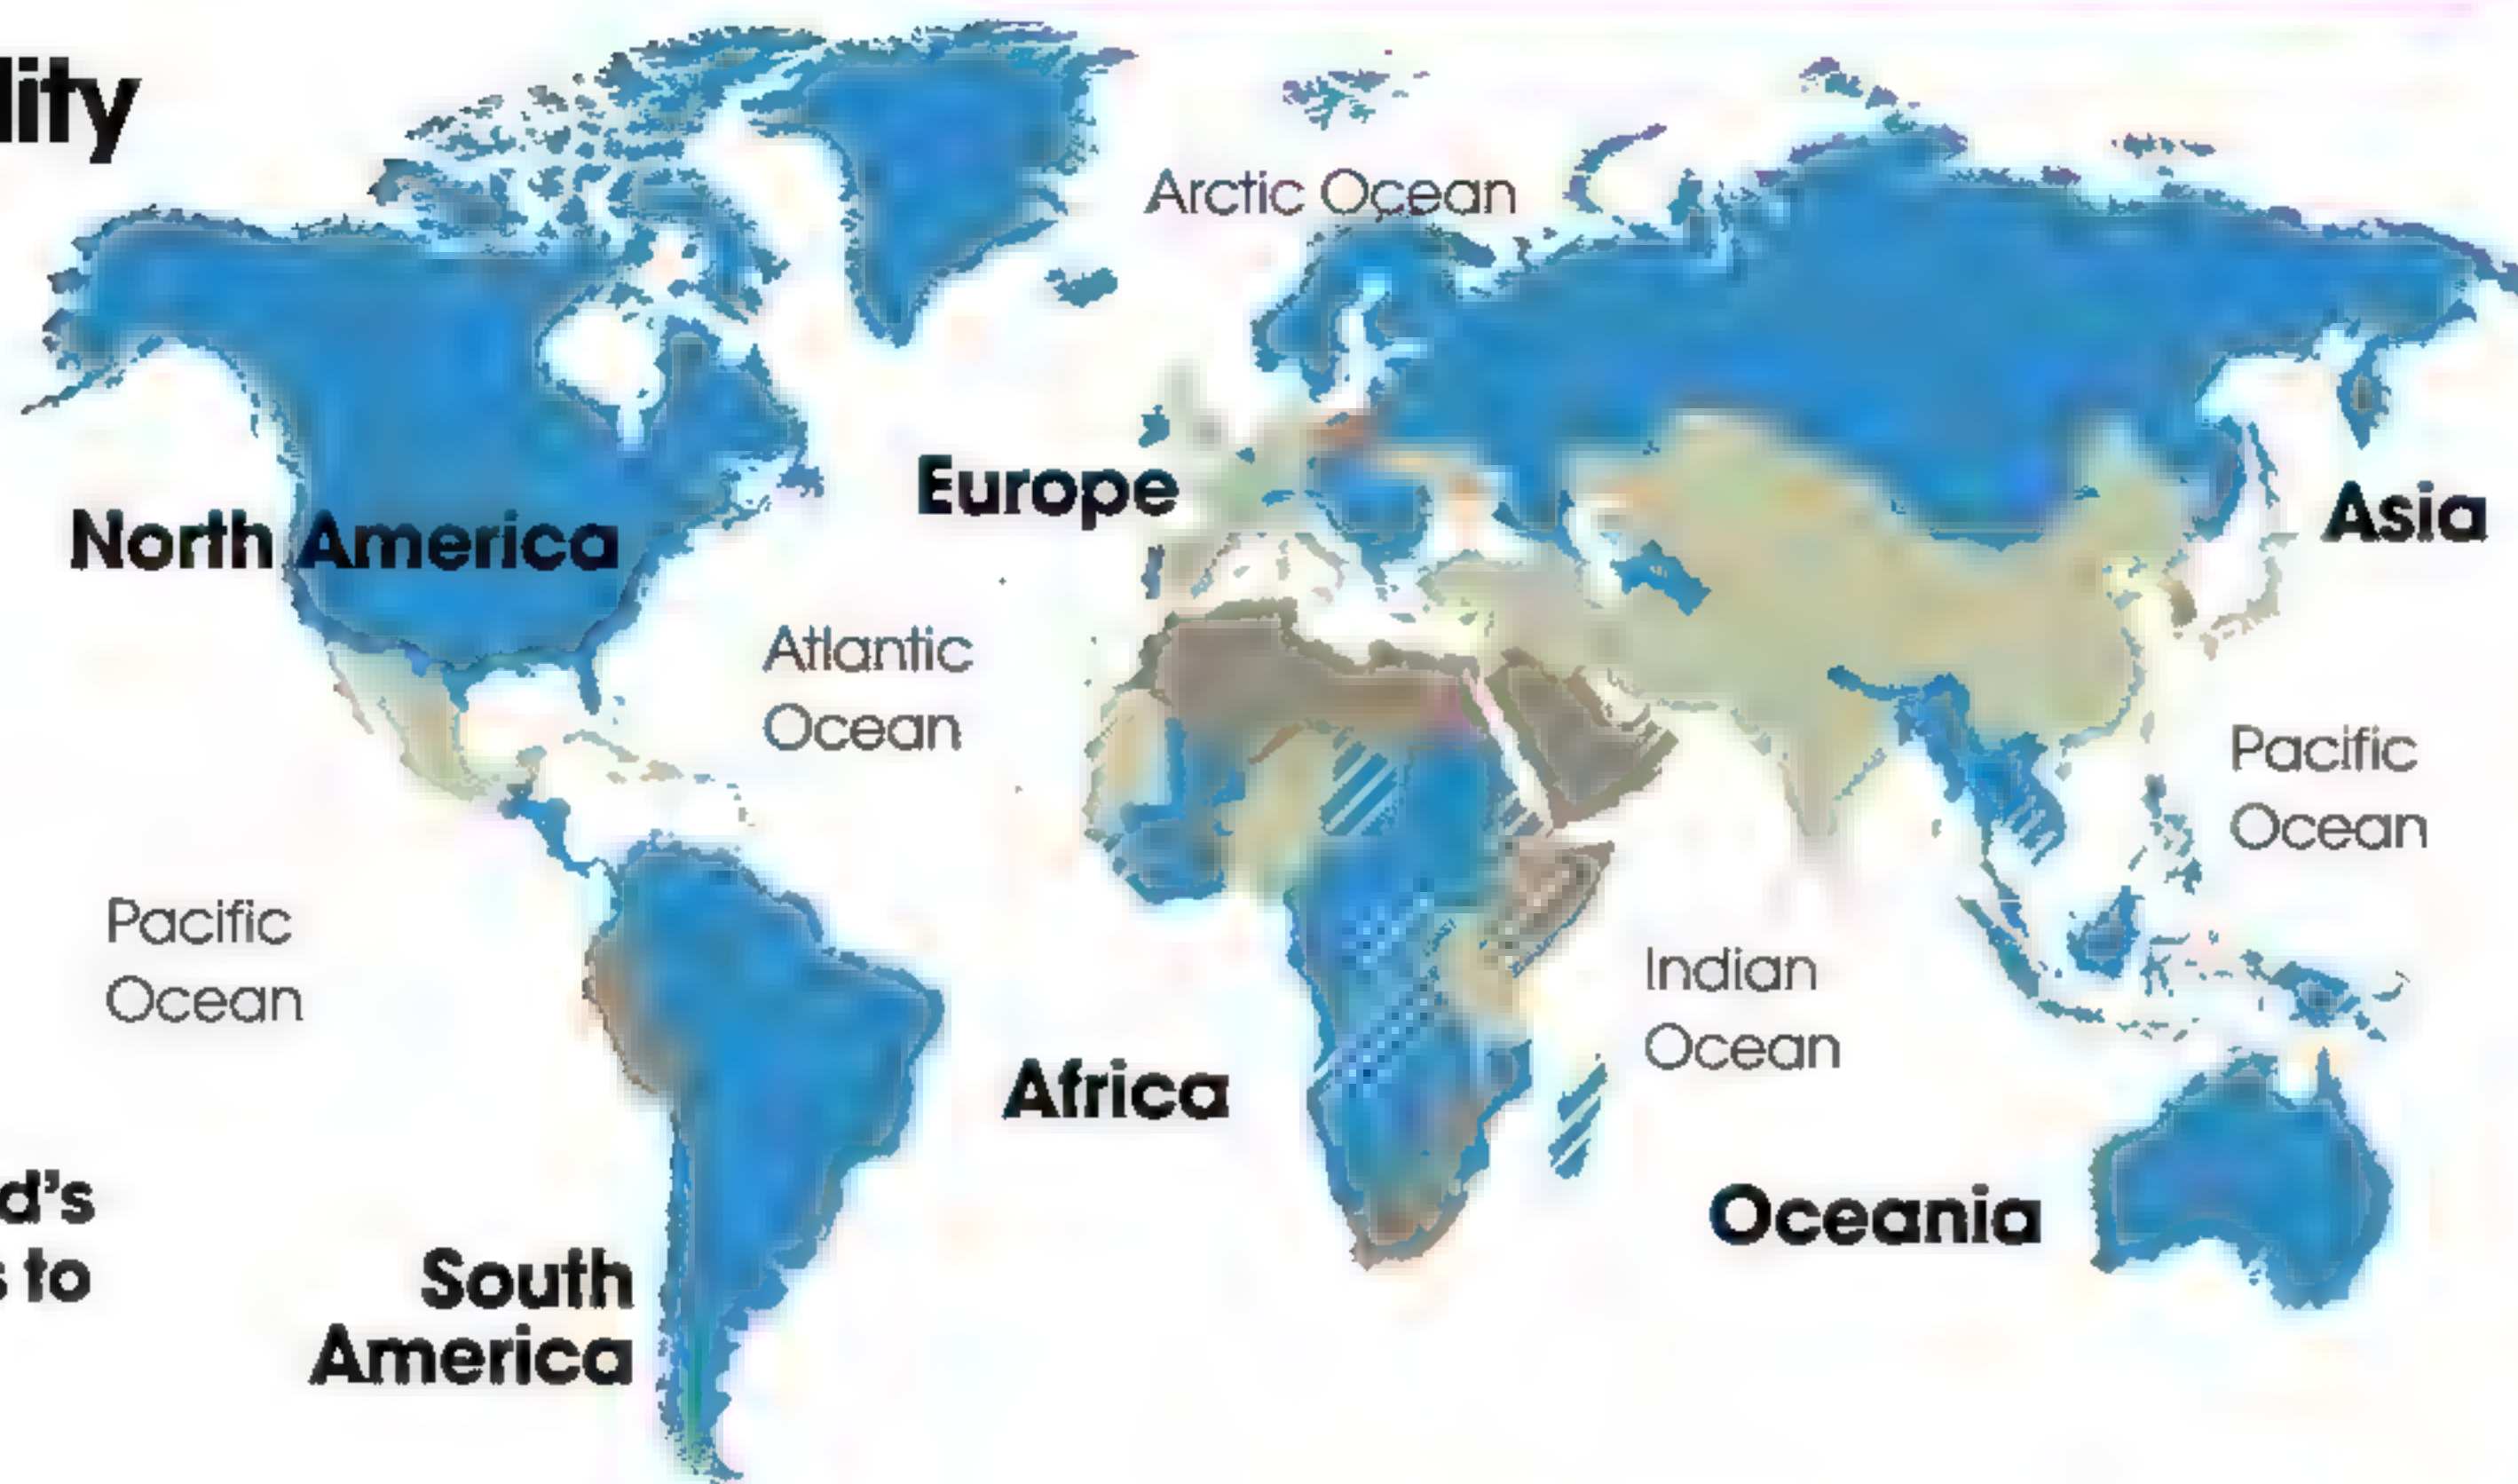 lity
Arctic Ocean
Europe
Asia
North America
Atlantic
Ocean
Pacific
Ocean
Pacific
Ocean
Indian
Ocean
Africa
Oceania
d's
s to
South
America